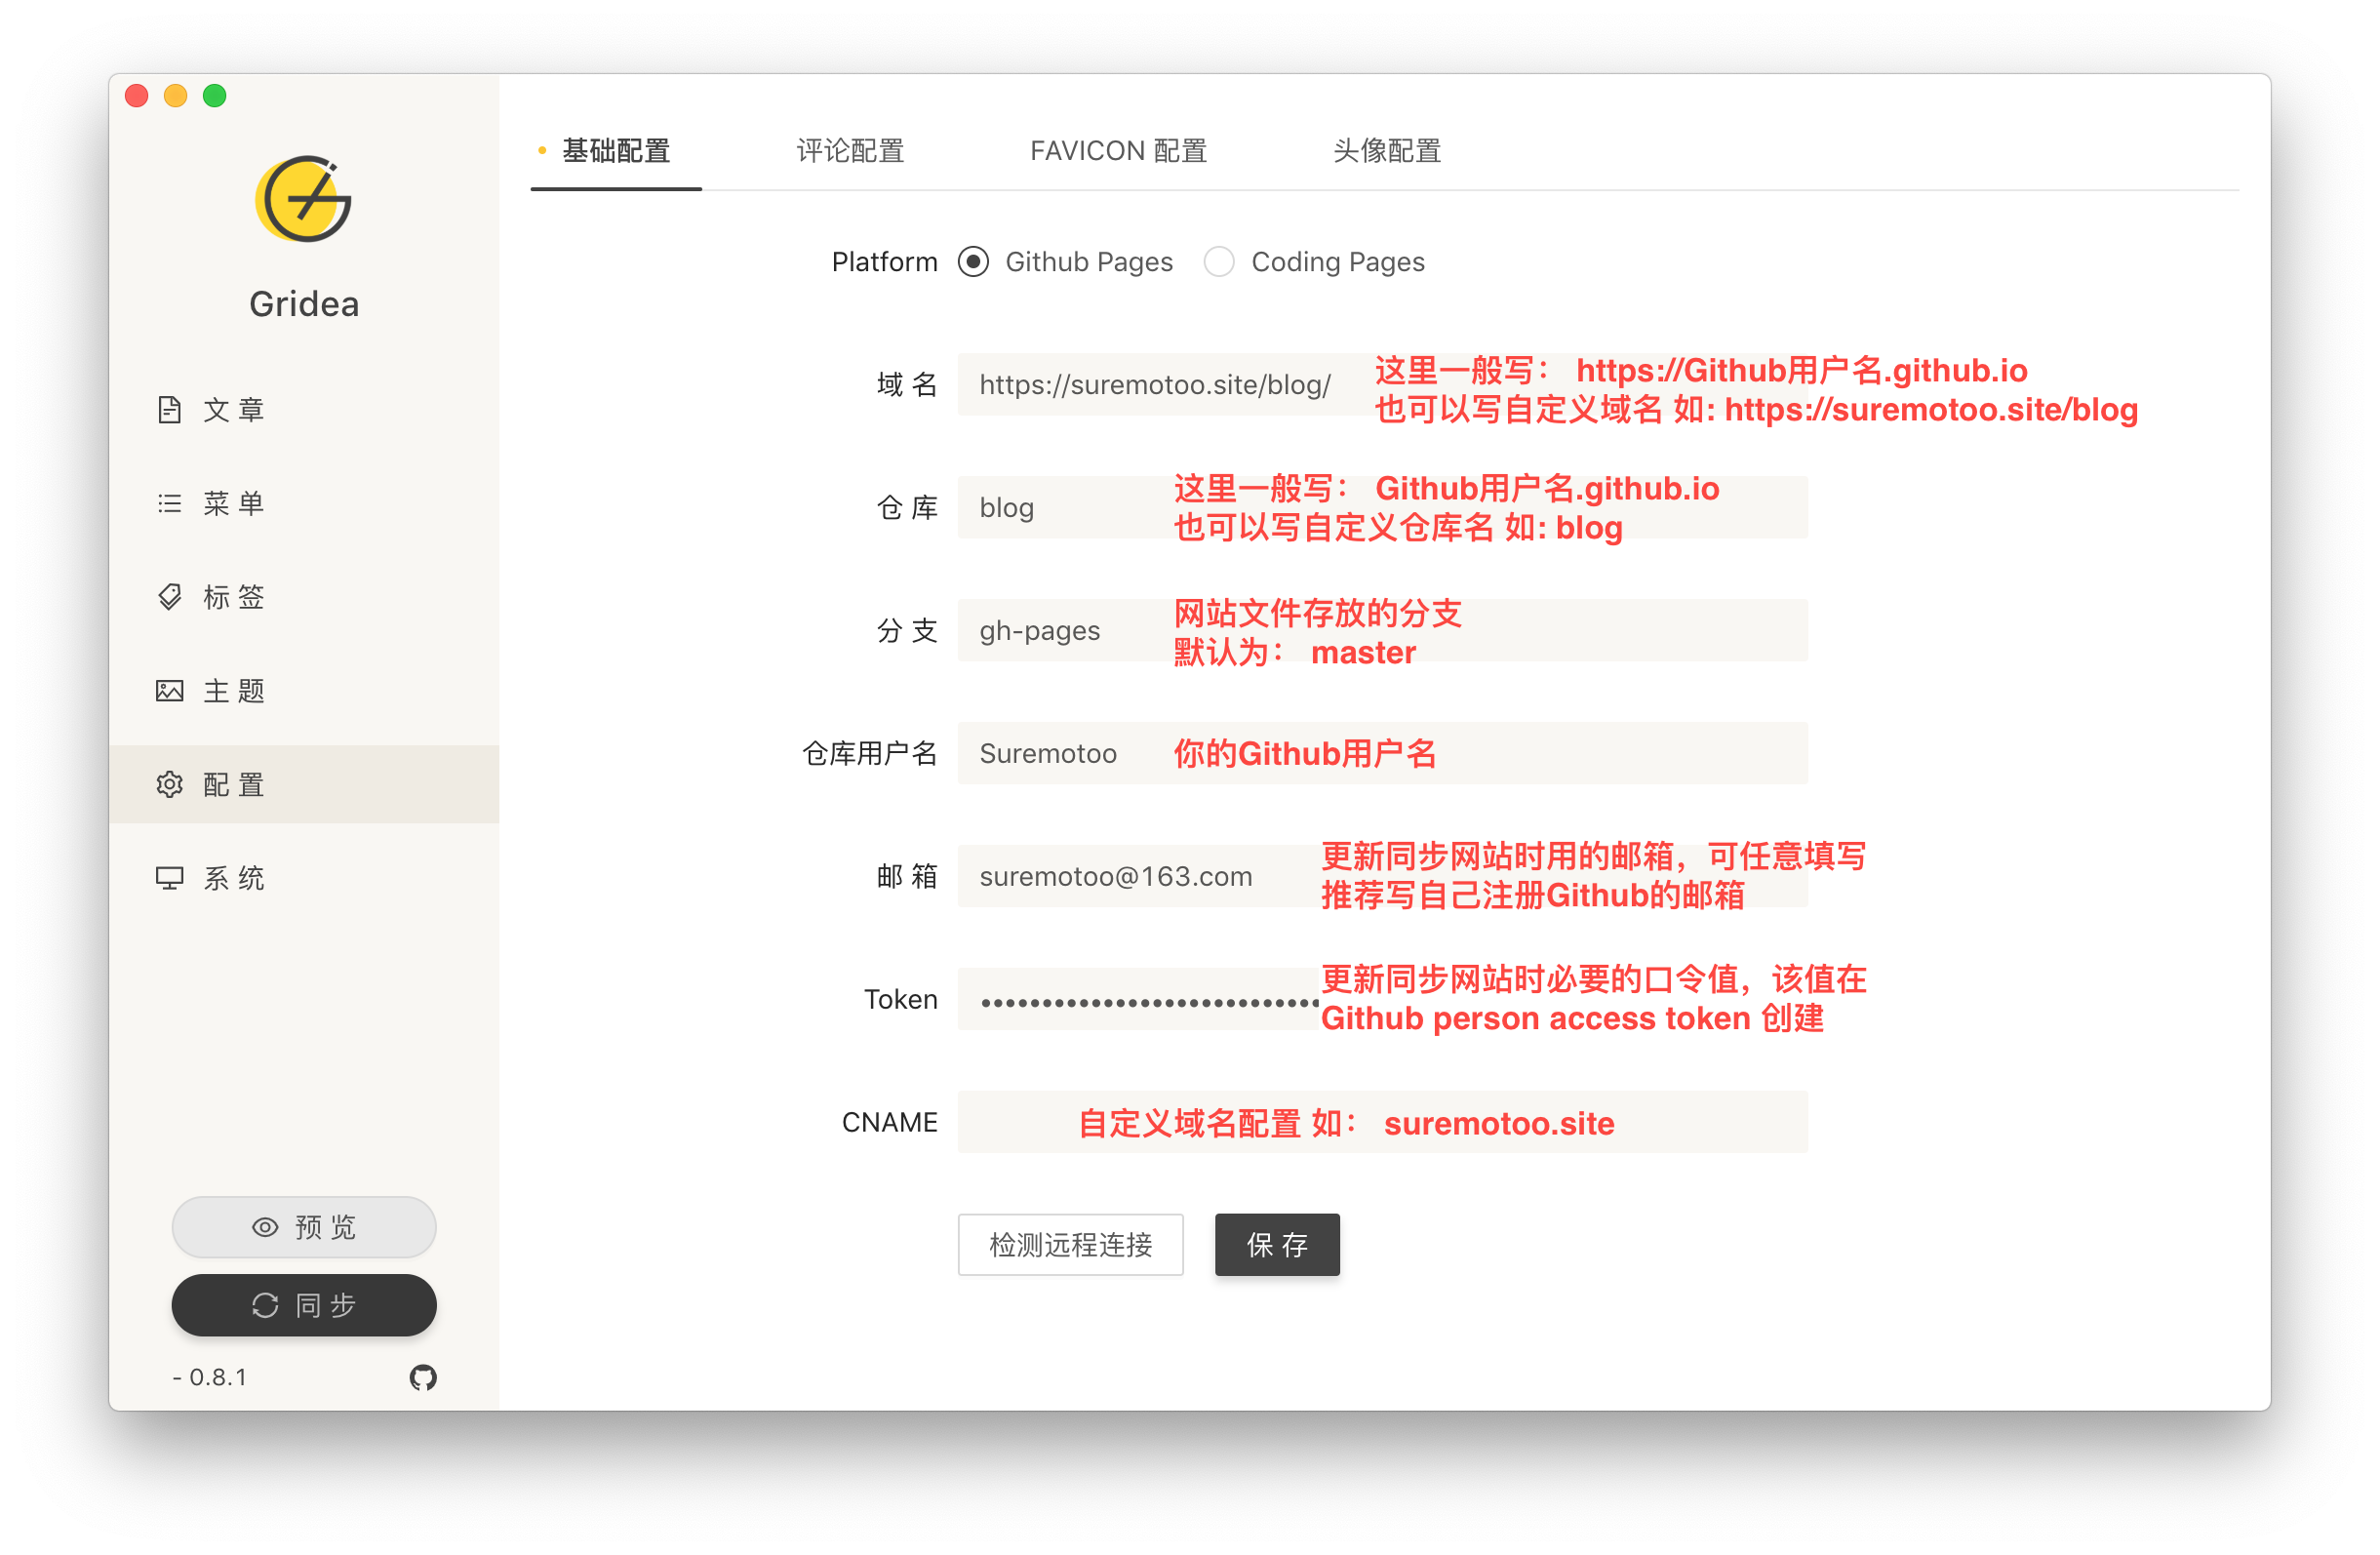 Gridea
文 章
菜 单
标 签
主 题
配 置
系 统
预 览
同 步
- 0.8.1
基础配置 评论配置 FAVICON 配置 头像配置
Platform Github Pages Coding Pages
域 名 https://suremotoo.site/blog/
这里一般写： https://Github用户名.github.io
也可以写自定义域名 如: https://suremotoo.site/blog
仓 库 blog
这里一般写： Github用户名.github.io
也可以写自定义仓库名 如: blog
分 支 gh-pages
网站文件存放的分支
默认为： master
仓库用户名 Suremotoo 你的Github用户名
邮 箱 suremotoo@163.com
更新同步网站时用的邮箱，可任意填写
推荐写自己注册Github的邮箱
Token
更新同步网站时必要的口令值，该值在
Github person access token 创建
CNAME 自定义域名配置 如： suremotoo.site
检测远程连接 保 存